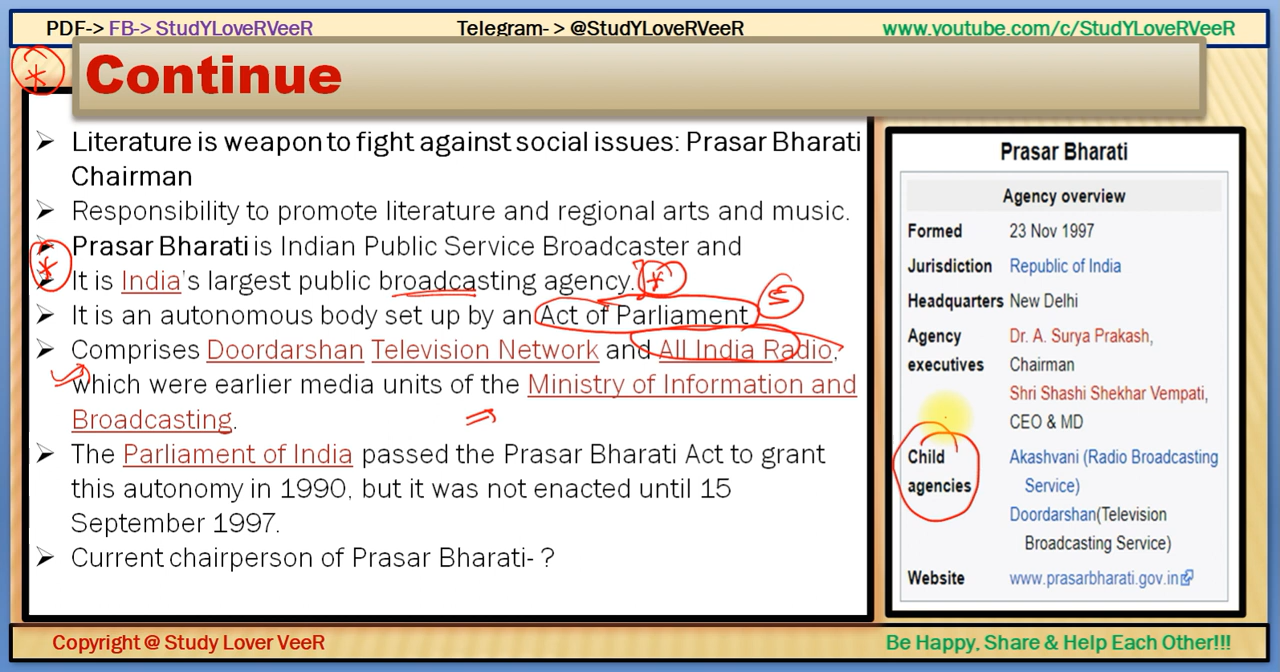 PDF-> FB-> StudYLoverVeeR
Telegram- > @StudYLoveRVeeR
www.youtube.com/c/StudYLoVeRVeeR
Continue
Literature is weapon to fight against social issues: Prasar Bharati
Chairman
Responsibility to promote literature and regional arts and music.
Prasar Bharati is Indian Public Service Broadcaster and
It is India's largest public broadcasting agency.
It is an autonomous body set up by an Act of Parliament
Comprises Doordarshan Television Network and All India Radio,
which were earlier media units of the Ministry of Information and
Broadcasting.
The Parliament of India passed the Prasar Bharati Act to grant
this autonomy in 1990, but it was not enacted until 15
September 1997.
Current chairperson of Prasar Bharati- ?
Prasar Bharati
Agency overview
Formed 23 Nov 1997
Jurisdiction Republic of India
Headquarters New Delhi
Agency executives Dr. A. Surya Prakash,
Chairman
Shri Shashi Shekhar Vempati,
CEO & MD
Child agencies Akashvani (Radio Broadcasting
Service)
Doordarshan(Television
Broadcasting Service)
Website www.prasarbharati.gov.in
Copyright @ Study Lover VeeR
Be Happy, Share & Help Each Other!!!